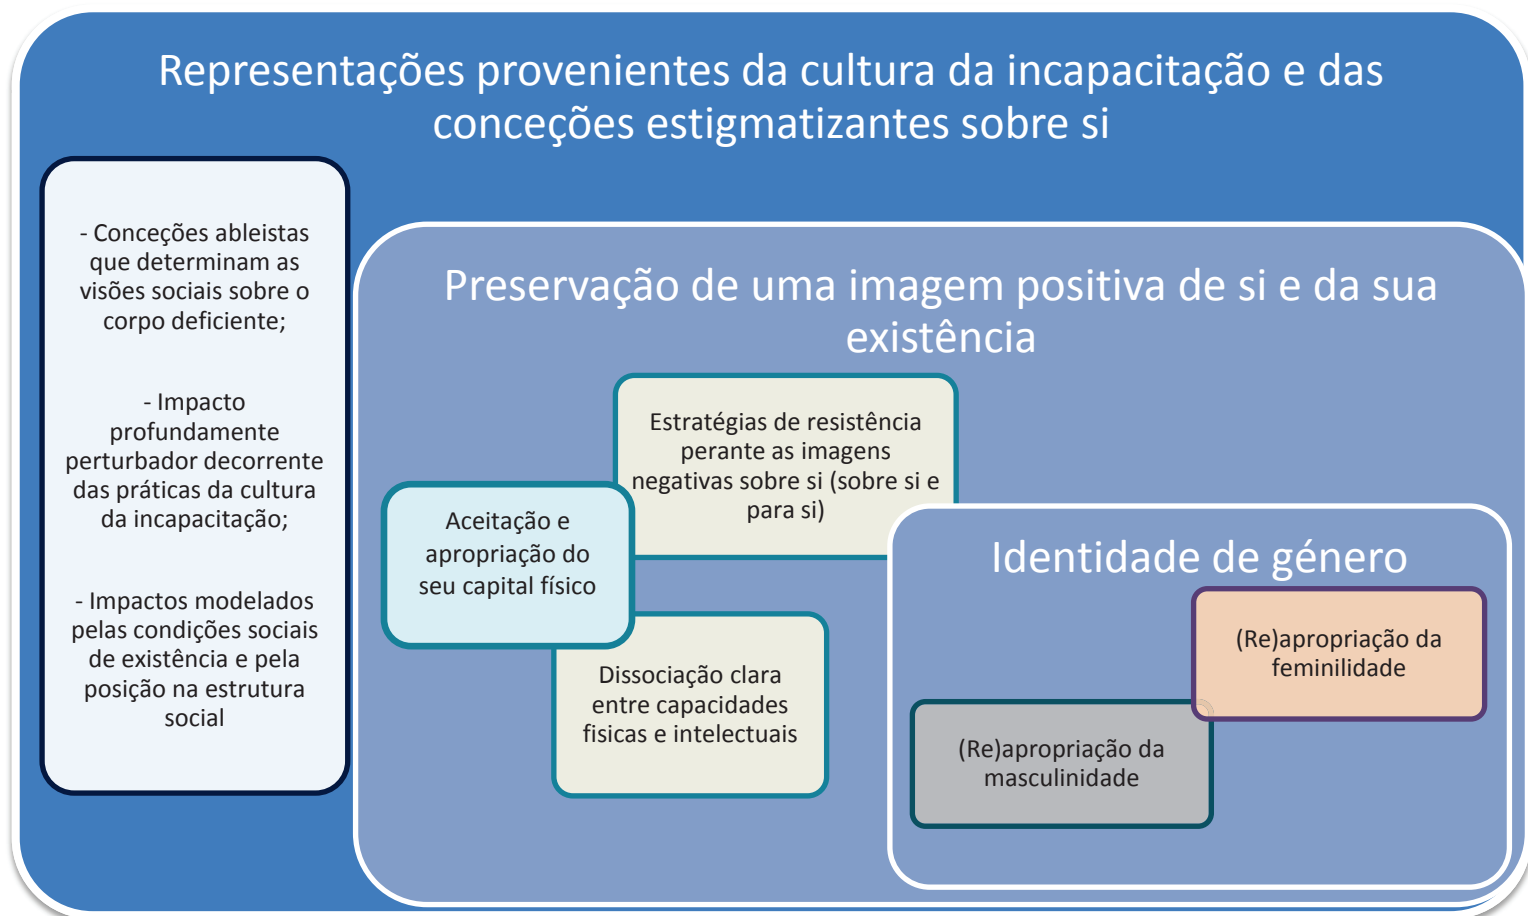 Representações provenientes da cultura da incapacitação e das
conceções estigmatizantes sobre si
- Conceções ableistas
que determinam as
visões sociais sobre o
corpo deficiente;
- Impacto
profundamente
perturbador decorrente
das práticas da cultura
da incapacitação;
- Impactos modelados
pelas condições sociais
de existência e pela
posição na estrutura
social
Preservação de uma imagem positiva de si e da sua
existência
Estratégias de resistência
perante as imagens
negativas sobre si (sobre si e
para si)
Aceitação e
apropriação do
seu capital físico
Dissociação clara
entre capacidades
fisicas e intelectuais
Identidade de género
(Re)apropriação da
feminilidade
(Re)apropriação da
masculinidade